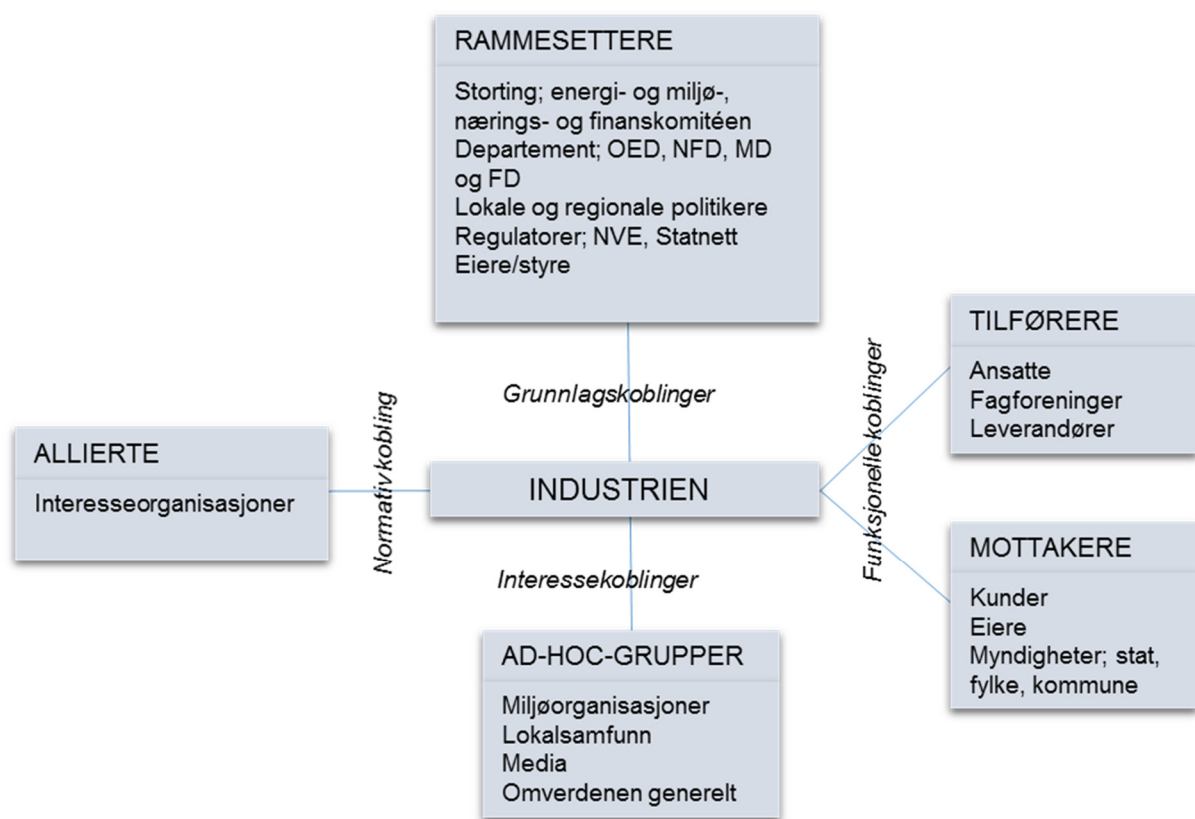 RAMMESETTERE
Storting; energi- og miljø-,
nærings- og finanskomitéen
Departement; OED, NFD, MD
og FD
Lokale og regionale politikere
Regulatorer; NVE, Statnett
Eiere/styre
Grunnlagskoblinger
ALLIERTE
Interesseorganisasjoner
Normativ kobling
INDUSTRIEN
Funksjonelle koblinger
TILFØRERE
Ansatte
Fagforeninger
Leverandører
MOTTAKERE
Kunder
Eiere
Myndigheter; stat,
fylke, kommune
Interessekoblinger
AD-HOC-GRUPPER
Miljøorganisasjoner
Lokalsamfunn
Media
Omverdenen generelt